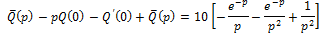 Q̄(p) − pQ(0) − Q′(0) + Q̄(p) = 10 [−e^{−p}/p − e^{−p}/p² + 1/p²]